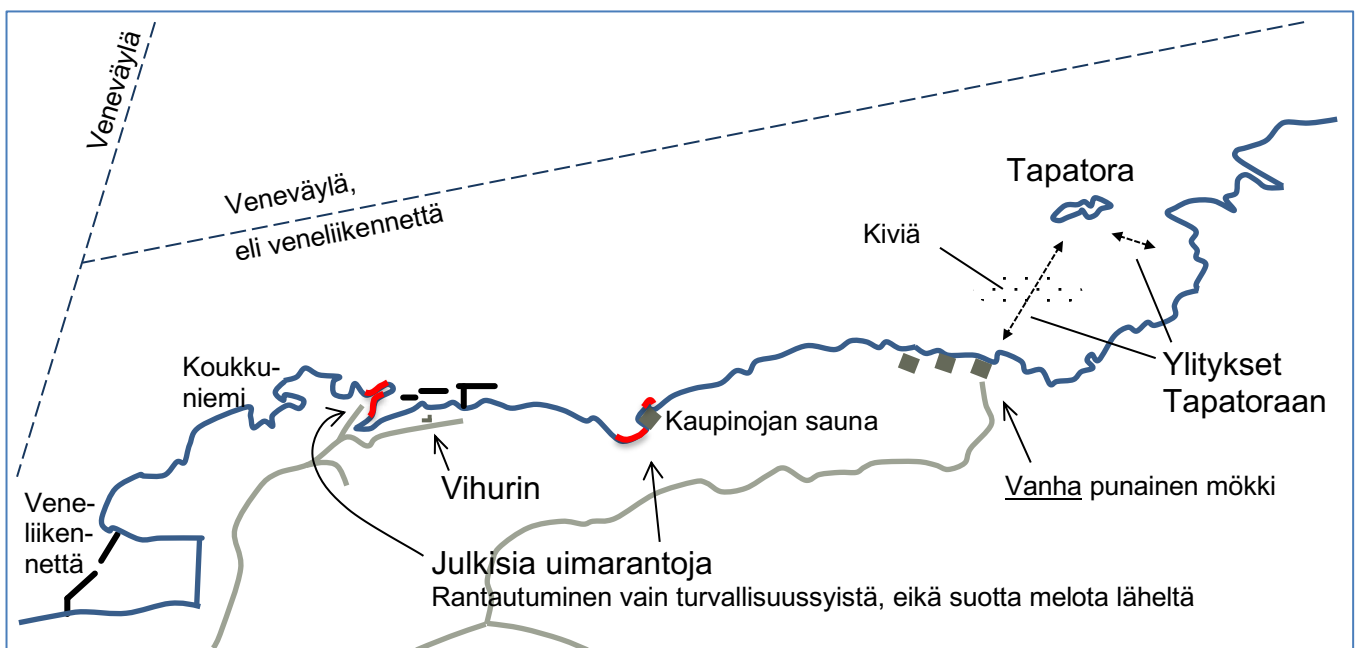 Veneväylä
Veneväylä,
eli veneliikennettä
Tapatora
Kiviä
Koukku-
niemi
Ylitykset
Tapatoraan
Kaupinojan sauna
Vihurin
Vanha punainen mökki
Vene-
liiken-
nettä
Julkisia uimarantoja
Rantautuminen vain turvallisuussyistä, eikä suotta melota läheltä